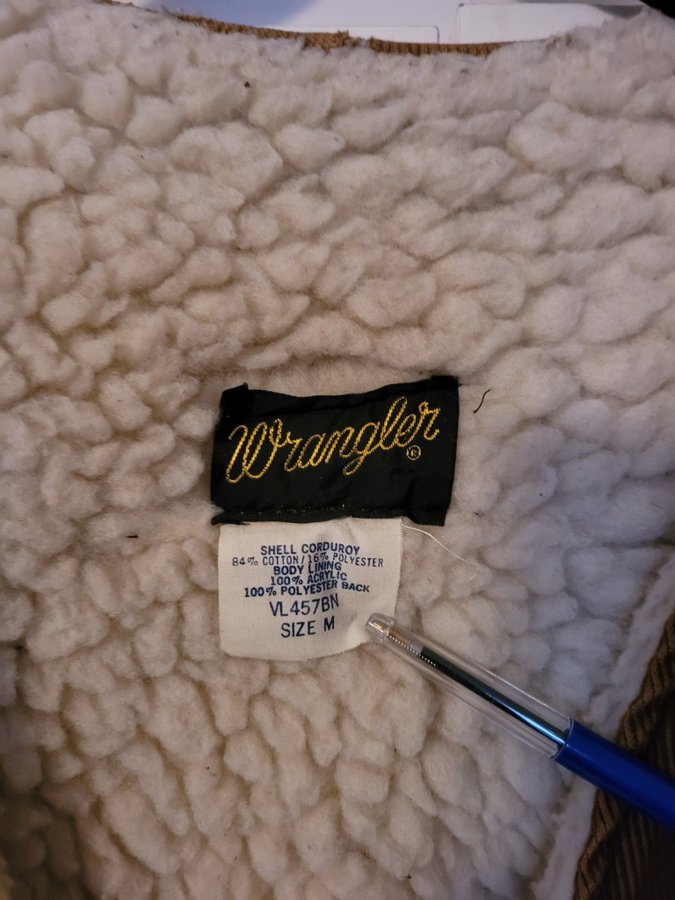 Wrangler®
SHELL CORDUROY
84% COTTON/16% POLYESTER
BODY LINING
100% ACRYLIC
100% POLYESTER BACK
VL457BN
SIZE M